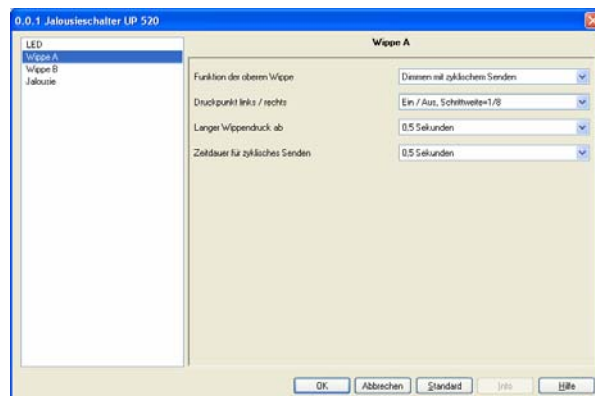 0.0.1 Jalousieschalter UP 520
LED
Wippe A
Wippe B
Jalousie
Wippe A
Funktion der oberen Wippe
Dimmen mit zyklischem Senden
Druckpunkt links / rechts
Ein / Aus, Schrittweite=1/8
Langer Wippendruck ab
0,5 Sekunden
Zeitdauer für zyklisches Senden
0,5 Sekunden
OK
Abbrechen
Standard
Info
Hilfe